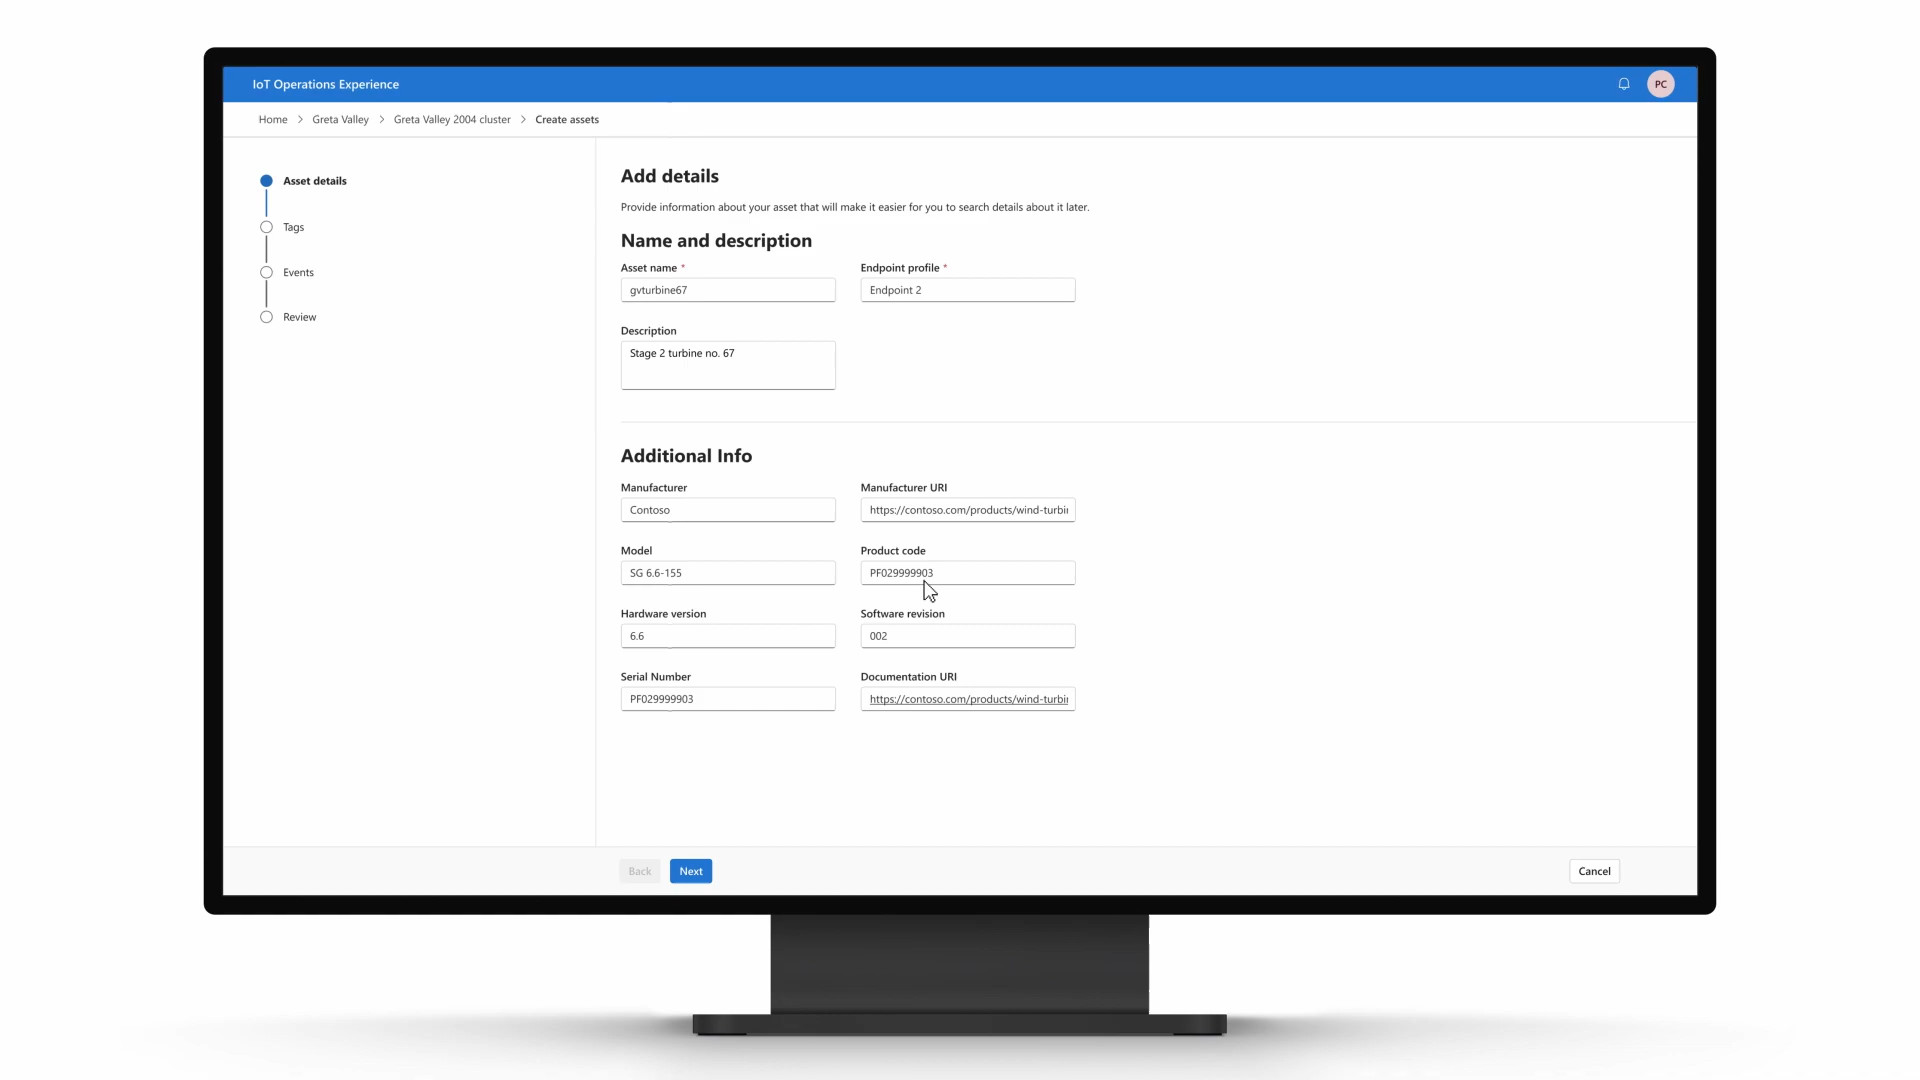 IoT Operations Experience
PC
Home > Greta Valley > Greta Valley 2004 cluster > Create assets
Asset details
Tags
Events
Review
Add details
Provide information about your asset that will make it easier for you to search details about it later.
Name and description
Asset name * Endpoint profile *
gvturbine67 Endpoint 2
Description
Stage 2 turbine no. 67
Additional Info
Manufacturer Manufacturer URI
Contoso https://contoso.com/products/wind-turbi
Model Product code
SG 6.6-155 PF029999903
Hardware version Software revision
6.6 002
Serial Number Documentation URI
PF029999903 https://contoso.com/products/wind-turbi
Back Next Cancel